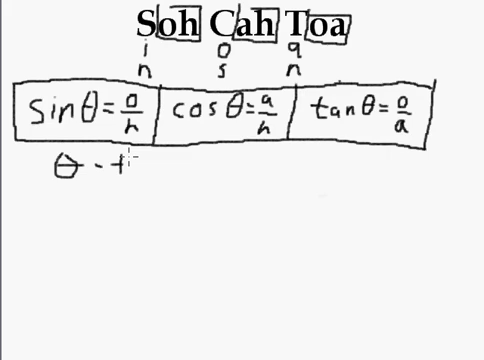 Soh Cah Toa
i o a
n s n
sinθ=o/h cosθ=a/h tanθ=o/a
θ - t